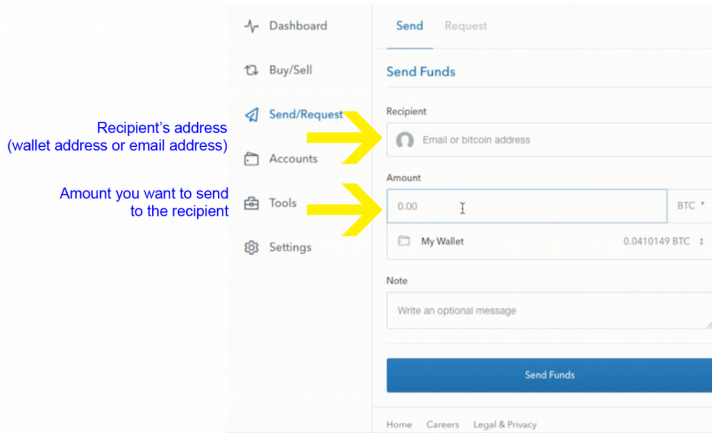 Dashboard
Buy/Sell
Send/Request
Accounts
Tools
Settings
Recipient's address
(wallet address or email address)
Amount you want to send
to the recipient
Send Request
Send Funds
Recipient
Email or bitcoin address
Amount
0.00 BTC
My Wallet 0.0410149 BTC
Note
Write an optional message
Send Funds
Home Careers Legal & Privacy